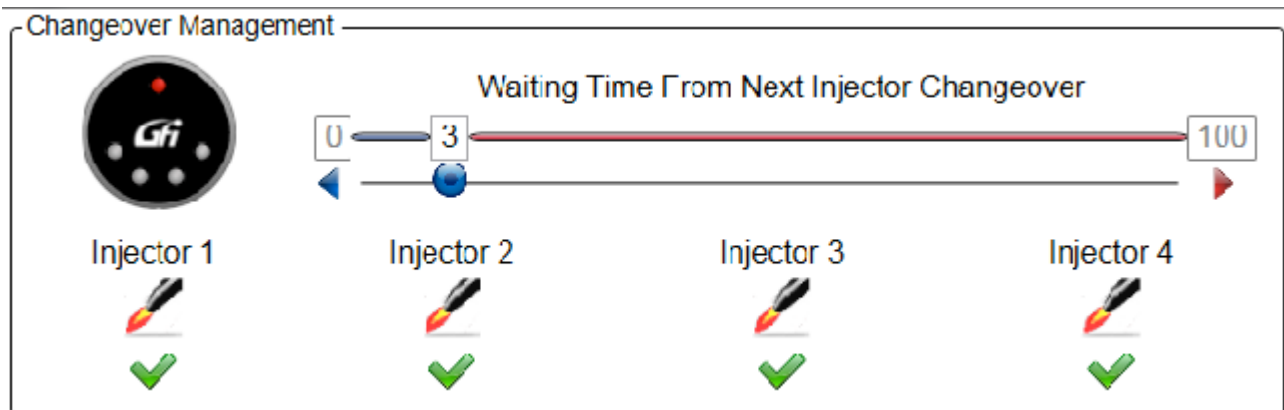 Changeover Management
Gfi
Waiting Time From Next Injector Changeover
0 3 100
Injector 1 Injector 2 Injector 3 Injector 4